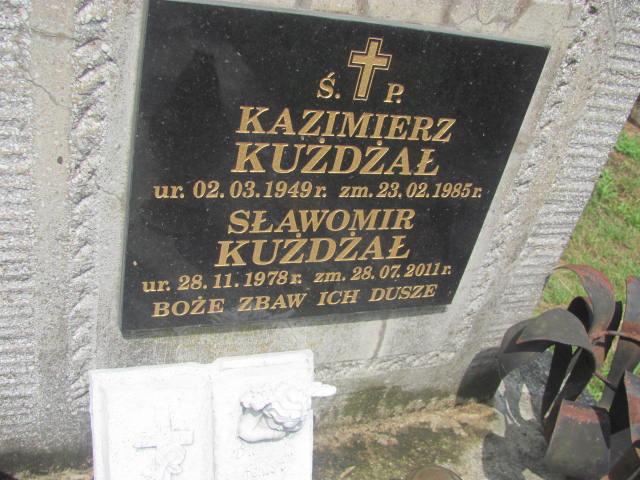 Ś. P.
KAZIMIERZ
KUŻDŻAŁ
ur. 02.03.1949 r. zm. 23.02.1985 r.
SŁAWOMIR
KUŻDŻAŁ
ur. 28.11.1978 r. zm. 28.07.2011 r.
BOŻE ZBAW ICH DUSZE